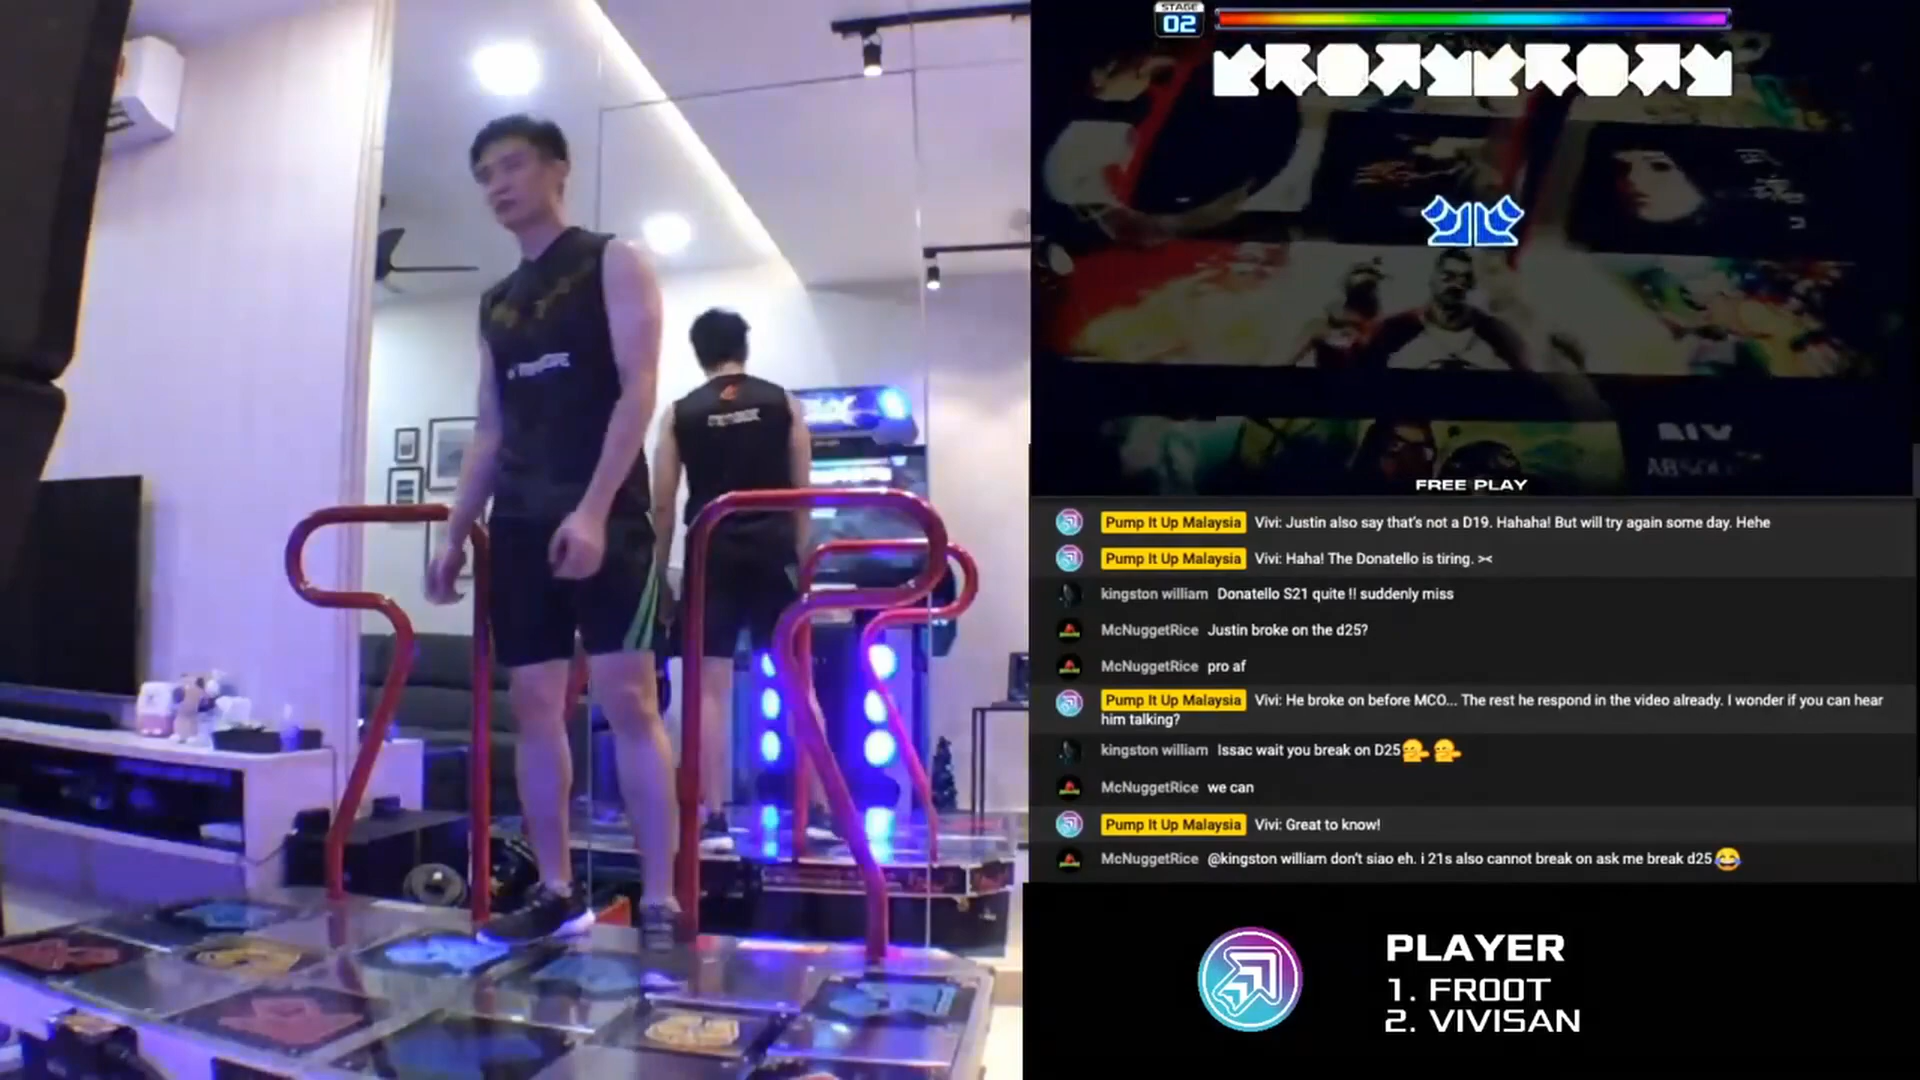 STAGE
02
FREE PLAY
Pump It Up Malaysia Vivi: Justin also say that's not a D19. Hahaha! But will try again some day. Hehe
Pump It Up Malaysia Vivi: Haha! The Donatello is tiring. ><
kingston william Donatello S21 quite !! suddenly miss
McNuggetRice Justin broke on the d25?
McNuggetRice pro af
Pump It Up Malaysia Vivi: He broke on before MCO... The rest he respond in the video already. I wonder if you can hear
him talking?
kingston william Issac wait you break on D25
McNuggetRice we can
Pump It Up Malaysia Vivi: Great to know!
McNuggetRice @kingston william don't siao eh. i 21s also cannot break on ask me break d25😂
PLAYER
1. FROOT
2. VIVISAN